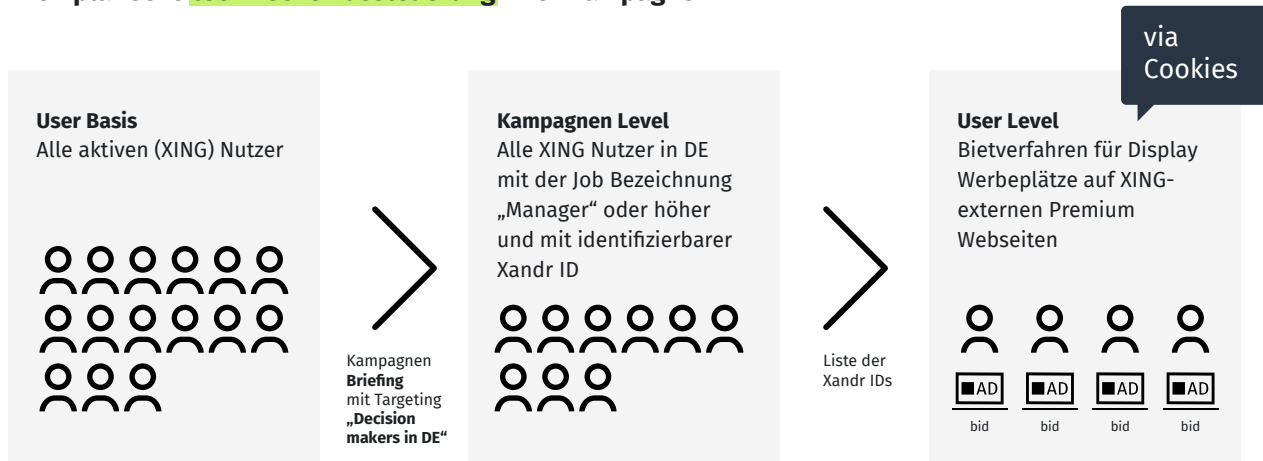 via
Cookies
User Basis
Alle aktiven (XING) Nutzer
Kampagnen
Briefing
mit Targeting
„Decision
makers in DE“
Kampagnen Level
Alle XING Nutzer in DE
mit der Job Bezeichnung
„Manager“ oder höher
und mit identifizierbarer
Xandr ID
Liste der
Xandr IDs
User Level
Bietverfahren für Display
Werbeplätze auf XING-
externen Premium
Webseiten
AD AD AD AD
bid bid bid bid